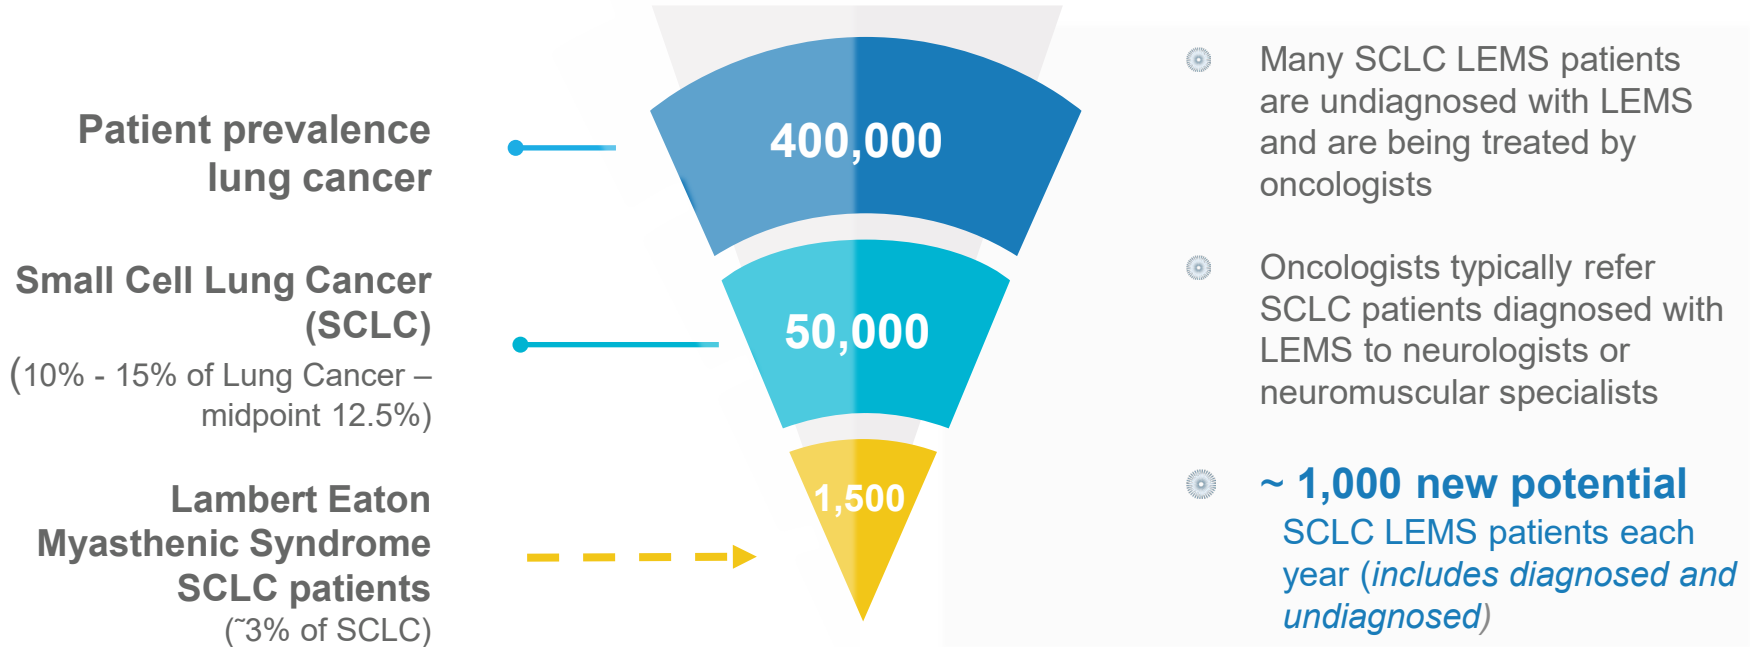 Patient prevalence
lung cancer
400,000
Small Cell Lung Cancer
(SCLC)
(10% - 15% of Lung Cancer –
midpoint 12.5%)
50,000
Lambert Eaton
Myasthenic Syndrome
SCLC patients
(˜3% of SCLC)
1,500
Many SCLC LEMS patients
are undiagnosed with LEMS
and are being treated by
oncologists
Oncologists typically refer
SCLC patients diagnosed with
LEMS to neurologists or
neuromuscular specialists
~ 1,000 new potential
SCLC LEMS patients each
year (includes diagnosed and
undiagnosed)